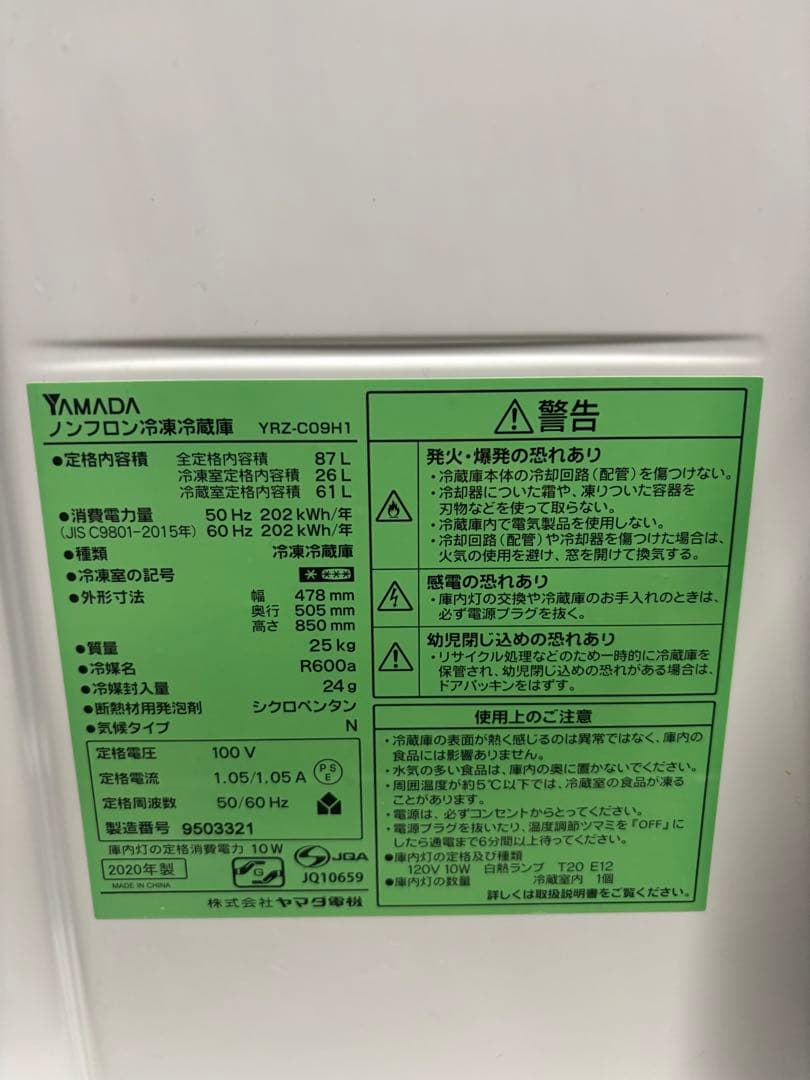 YAMADA
ノンフロン冷凍冷蔵庫 YRZ-C09H1
●定格内容積 全定格内容積 87 L
冷凍室定格内容積 26 L
冷蔵室定格内容積 61 L
●消費電力量 50 Hz 202 kWh/年
(JIS C9801-2015年) 60 Hz 202 kWh/年
●種類 冷凍冷蔵庫
●冷凍室の記号 * ***
●外形寸法 幅 478 mm
奥行 505 mm
高さ 850 mm
●質量 25 kg
●冷媒名 R600a
●冷媒封入量 24 g
●断熱材用発泡剤 シクロペンタン
●気候タイプ N
定格電圧 100 V
定格電流 1.05/1.05 A
PS
E
定格周波数 50/60 Hz
製造番号 9503321
庫内灯の定格消費電力 10 W
2020年製
MADE IN CHINA
G
JQA
JQ10659
株式会社ヤマダ電機
警告
発火・爆発の恐れあり
・冷蔵庫本体の冷却回路(配管)を傷つけない。
・冷却器についた霜や、凍りついた容器を
刃物などを使って取らない。
・冷蔵庫内で電気製品を使用しない。
・冷却回路(配管)や冷却器を傷つけた場合は、
火気の使用を避け、窓を開けて換気する。
感電の恐れあり
・庫内灯の交換や冷蔵庫のお手入れのときは、
必ず電源プラグを抜く。
幼児閉じ込めの恐れあり
・リサイクル処理などのため一時的に冷蔵庫を
保管され、幼児閉じ込めの恐れがある場合は、
ドアパッキンをはずす。
使用上のご注意
・冷蔵庫の表面が熱く感じるのは異常ではなく、庫内の
食品には影響ありません。
・水気の多い食品は、庫内の奥に置かないでください。
・周囲温度が約5℃以下では、冷蔵室の食品が凍る
ことがあります。
・電源は、必ずコンセントからとってください。
・電源プラグを抜いたり、温度調節ツマミを『OFF』に
したら通電まで6分間以上待ってください。
●庫内灯の定格及び種類
120V 10W 白熱ランプ T20 E12
●庫内灯の数量 冷蔵室内 1個
詳しくは取扱説明書をご覧ください。